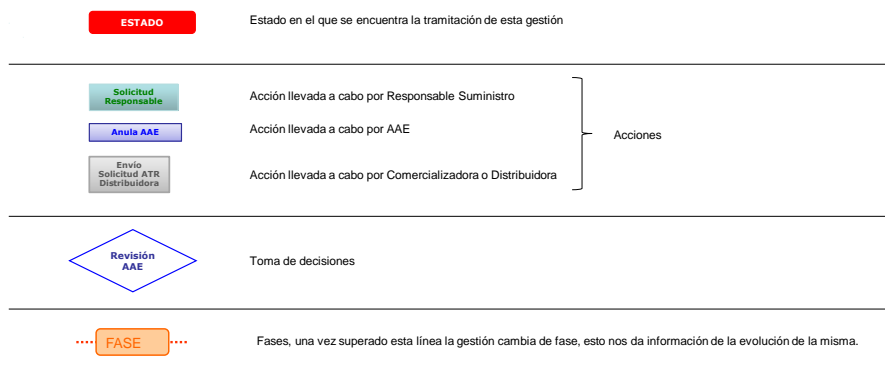 ESTADO
Estado en el que se encuentra la tramitación de esta gestión
Solicitud
Responsable
Acción llevada a cabo por Responsable Suministro
Anula AAE
Acción llevada a cabo por AAE
Acciones
Envío
Solicitud ATR
Distribuidora
Acción llevada a cabo por Comercializadora o Distribuidora
Revisión
AAE
Toma de decisiones
FASE
Fases, una vez superado esta línea la gestión cambia de fase, esto nos da información de la evolución de la misma.